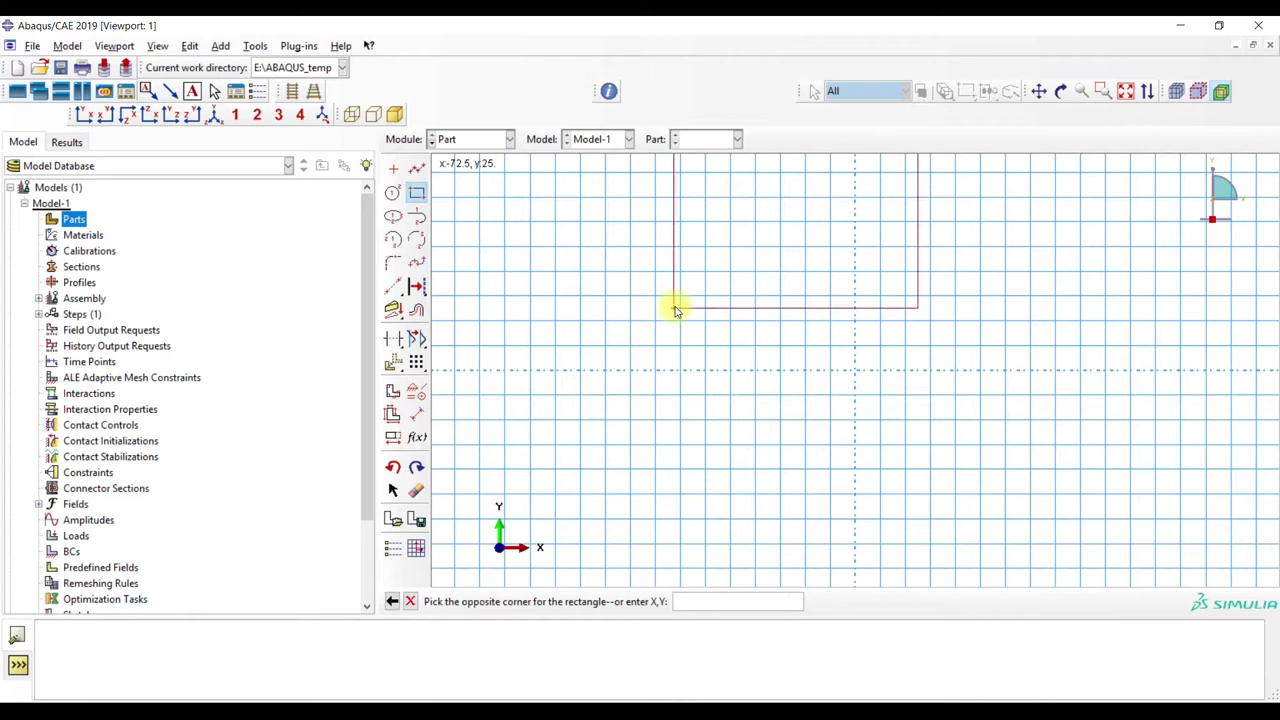 Abaqus/CAE 2019 [Viewport: 1]
File Model Viewport View Edit Add Tools Plug-ins Help
Current work directory: E:\ABAQUS_temp
All
1 2 3 4
Model Results
Module: Part Model: Model-1 Part:
Model Database
x:-72.5, y:25.
Models (1)
Model-1
Parts
Materials
Calibrations
Sections
Profiles
Assembly
Steps (1)
Field Output Requests
History Output Requests
Time Points
ALE Adaptive Mesh Constraints
Interactions
Interaction Properties
Contact Controls
Contact Initializations
Contact Stabilizations
Constraints
Connector Sections
Fields
Amplitudes
Loads
BCs
Predefined Fields
Remeshing Rules
Optimization Tasks
f(x)
Y
X
Pick the opposite corner for the rectangle--or enter X,Y:
SIMULIA
>>>